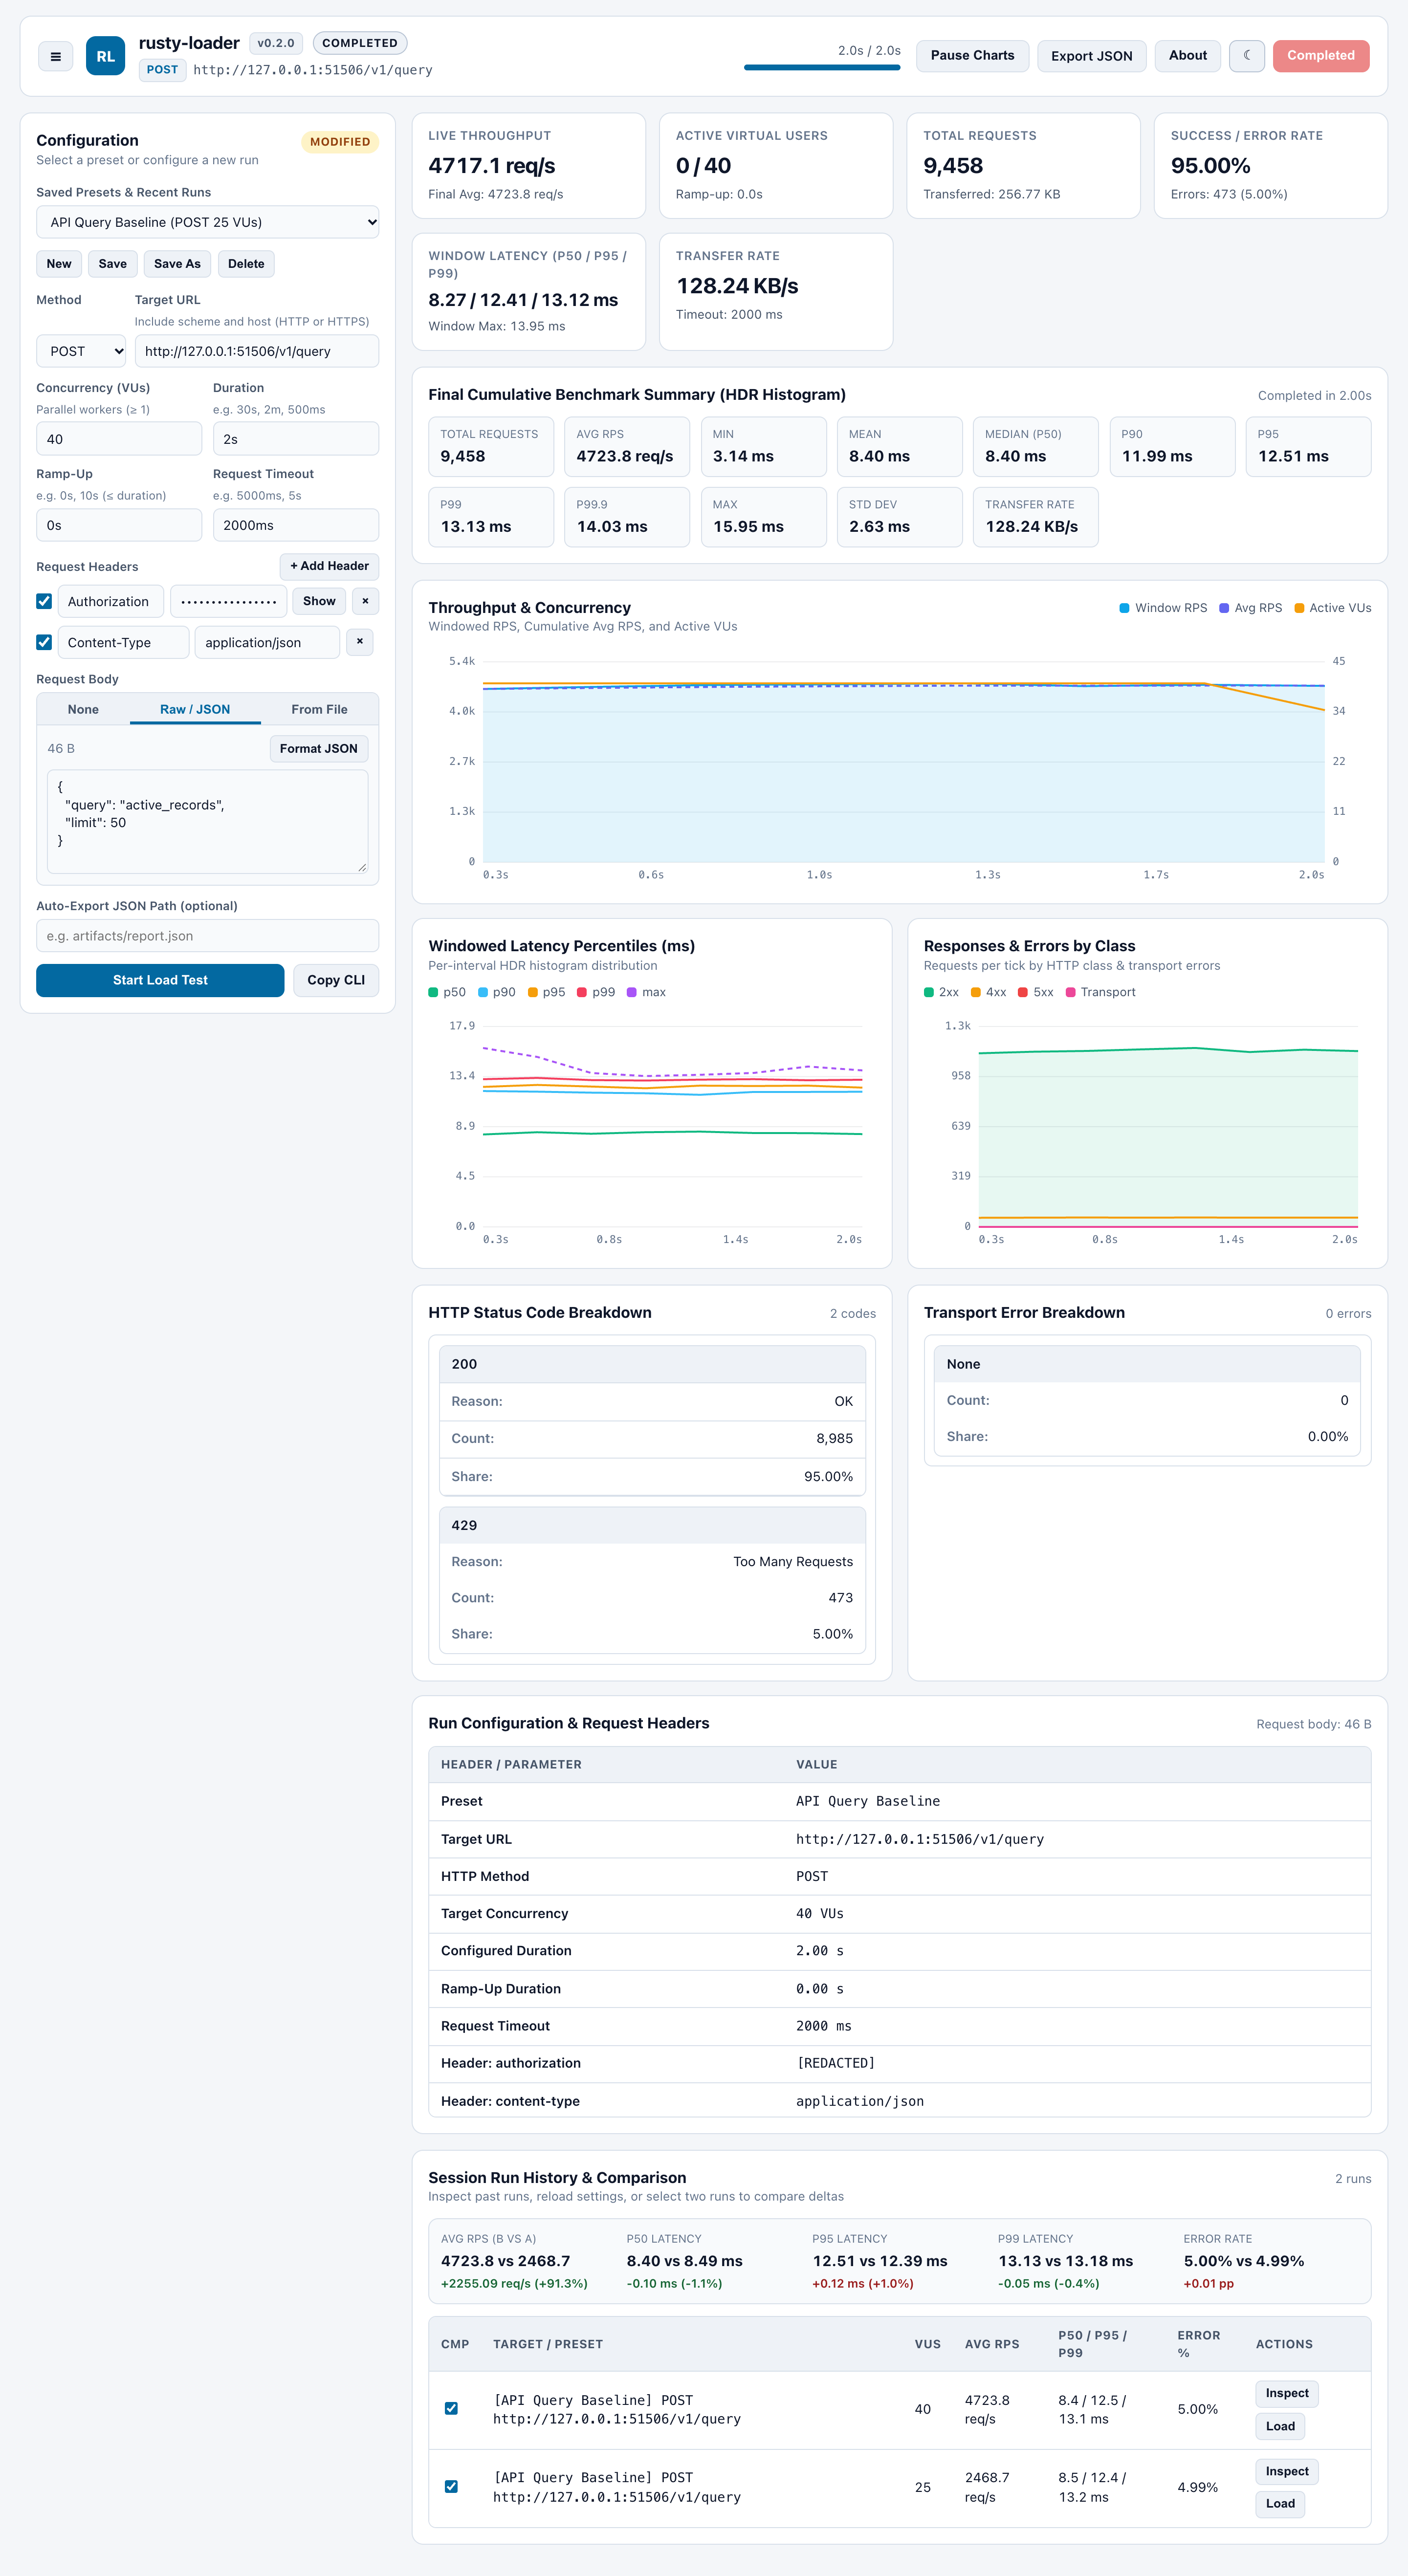 ≡
RL
rusty-loader v0.2.0 COMPLETED
POST http://127.0.0.1:51506/v1/query
2.0s / 2.0s
Pause Charts
Export JSON
About
☾
Completed
Configuration
MODIFIED
Select a preset or configure a new run
Saved Presets & Recent Runs
API Query Baseline (POST 25 VUs)
New Save Save As Delete
Method Target URL
Include scheme and host (HTTP or HTTPS)
POST http://127.0.0.1:51506/v1/query
Concurrency (VUs) Duration
Parallel workers (≥ 1) e.g. 30s, 2m, 500ms
40 2s
Ramp-Up Request Timeout
e.g. 0s, 10s (≤ duration) e.g. 5000ms, 5s
0s 2000ms
Request Headers + Add Header
Authorization •••••••••••••••• Show ×
Content-Type application/json ×
Request Body
None Raw / JSON From File
46 B Format JSON
{
"query": "active_records",
"limit": 50
}
Auto-Export JSON Path (optional)
e.g. artifacts/report.json
Start Load Test Copy CLI
LIVE THROUGHPUT
4717.1 req/s
Final Avg: 4723.8 req/s
ACTIVE VIRTUAL USERS
0 / 40
Ramp-up: 0.0s
TOTAL REQUESTS
9,458
Transferred: 256.77 KB
SUCCESS / ERROR RATE
95.00%
Errors: 473 (5.00%)
WINDOW LATENCY (P50 / P95 /
P99)
8.27 / 12.41 / 13.12 ms
Window Max: 13.95 ms
TRANSFER RATE
128.24 KB/s
Timeout: 2000 ms
Final Cumulative Benchmark Summary (HDR Histogram)
Completed in 2.00s
TOTAL REQUESTS
9,458
AVG RPS
4723.8 req/s
MIN
3.14 ms
MEAN
8.40 ms
MEDIAN (P50)
8.40 ms
P90
11.99 ms
P95
12.51 ms
P99
13.13 ms
P99.9
14.03 ms
MAX
15.95 ms
STD DEV
2.63 ms
TRANSFER RATE
128.24 KB/s
Throughput & Concurrency
Windowed RPS, Cumulative Avg RPS, and Active VUs
Window RPS Avg RPS Active VUs
5.4k 45
4.0k 34
2.7k 22
1.3k 11
0 0
0.3s 0.6s 1.0s 1.3s 1.7s 2.0s
Windowed Latency Percentiles (ms)
Per-interval HDR histogram distribution
p50 p90 p95 p99 max
17.9
13.4
8.9
4.5
0.0
0.3s 0.8s 1.4s 2.0s
Responses & Errors by Class
Requests per tick by HTTP class & transport errors
2xx 4xx 5xx Transport
1.3k
958
639
319
0
0.3s 0.8s 1.4s 2.0s
HTTP Status Code Breakdown
2 codes
200
Reason: OK
Count: 8,985
Share: 95.00%
429
Reason: Too Many Requests
Count: 473
Share: 5.00%
Transport Error Breakdown
0 errors
None
Count: 0
Share: 0.00%
Run Configuration & Request Headers
Request body: 46 B
HEADER / PARAMETER VALUE
Preset API Query Baseline
Target URL http://127.0.0.1:51506/v1/query
HTTP Method POST
Target Concurrency 40 VUs
Configured Duration 2.00 s
Ramp-Up Duration 0.00 s
Request Timeout 2000 ms
Header: authorization [REDACTED]
Header: content-type application/json
Session Run History & Comparison
2 runs
Inspect past runs, reload settings, or select two runs to compare deltas
AVG RPS (B VS A)
4723.8 vs 2468.7
+2255.09 req/s (+91.3%)
P50 LATENCY
8.40 vs 8.49 ms
-0.10 ms (-1.1%)
P95 LATENCY
12.51 vs 12.39 ms
+0.12 ms (+1.0%)
P99 LATENCY
13.13 vs 13.18 ms
-0.05 ms (-0.4%)
ERROR RATE
5.00% vs 4.99%
+0.01 pp
CMP
TARGET / PRESET
VUS
AVG RPS
P50 / P95 /
P99
ERROR
%
ACTIONS
[API Query Baseline] POST
http://127.0.0.1:51506/v1/query
40
4723.8
req/s
8.4 / 12.5 /
13.1 ms
5.00%
Inspect
Load
[API Query Baseline] POST
http://127.0.0.1:51506/v1/query
25
2468.7
req/s
8.5 / 12.4 /
13.2 ms
4.99%
Inspect
Load